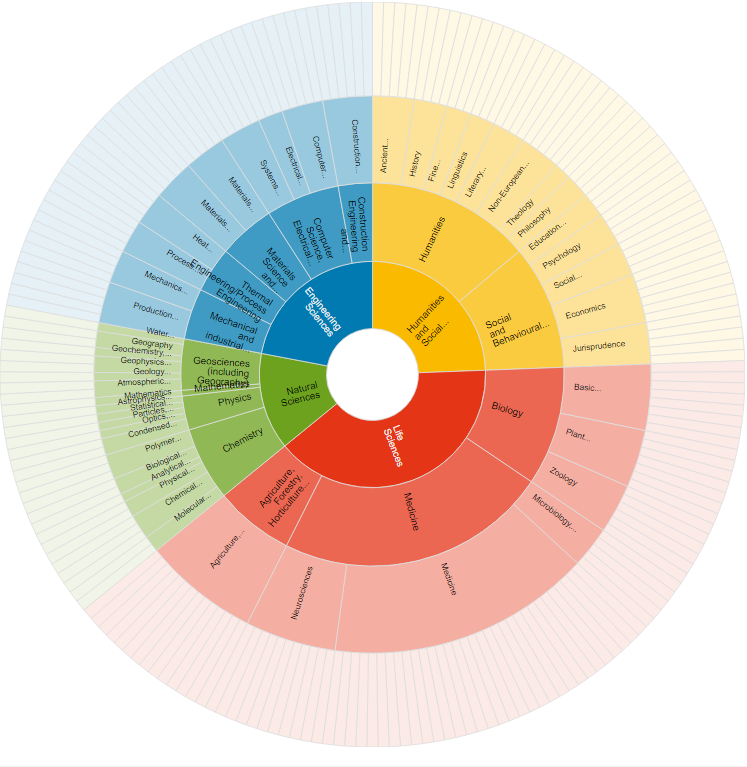 Humanities
and
Social...
Life
Sciences
Natural
Sciences
Engineering
Sciences
Humanities
Social
and
Behavioural...
Biology
Medicine
Agriculture,
Forestry,
Horticulture...
Chemistry
Physics
Mathematics
Geosciences
(including
Geography)
Mechanical
and
industrial...
Thermal
Engineering/Process
Engineering
Materials
Science
and...
Computer
Science,
Electrical...
Construction
Engineering
and...
Ancient...
History
Fine...
Linguistics
Literary...
Non-European...
Theology
Philosophy
Education...
Psychology
Social...
Economics
Jurisprudence
Basic...
Plant...
Zoology
Microbiology,...
Medicine
Neurosciences
Agriculture,...
Molecular...
Chemical...
Physical...
Analytical...
Biological...
Polymer...
Condensed...
Optics,...
Particles,...
Statistical...
Astrophysics...
Mathematics
Atmospheric...
Geology...
Geophysics...
Geochemistry,...
Geography
Water...
Production...
Mechanics...
Process...
Heat...
Materials...
Materials...
Systems...
Electrical...
Computer...
Construction...